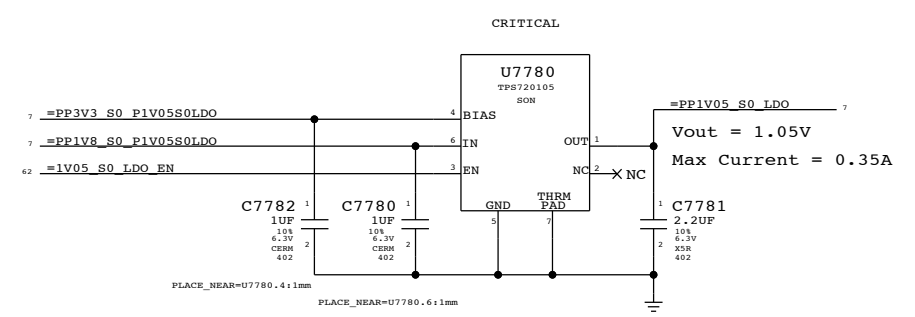 CRITICAL
U7780
TPS720105
SON
7 =PP3V3_S0_P1V05S0LDO 4 BIAS
=PP1V05_S0_LDO 7
7 =PP1V8_S0_P1V05S0LDO 6 IN OUT 1
Vout = 1.05V
62 =1V05_S0_LDO_EN 3 EN NC 2 NC
Max Current = 0.35A
GND THRM PAD
5 7
C7782 1
1UF
10%
6.3V
CERM
402
2
C7780 1
1UF
10%
6.3V
CERM
402
2
1 C7781
2.2UF
10%
6.3V
X5R
402
2
PLACE_NEAR=U7780.4:1mm
PLACE_NEAR=U7780.6:1mm